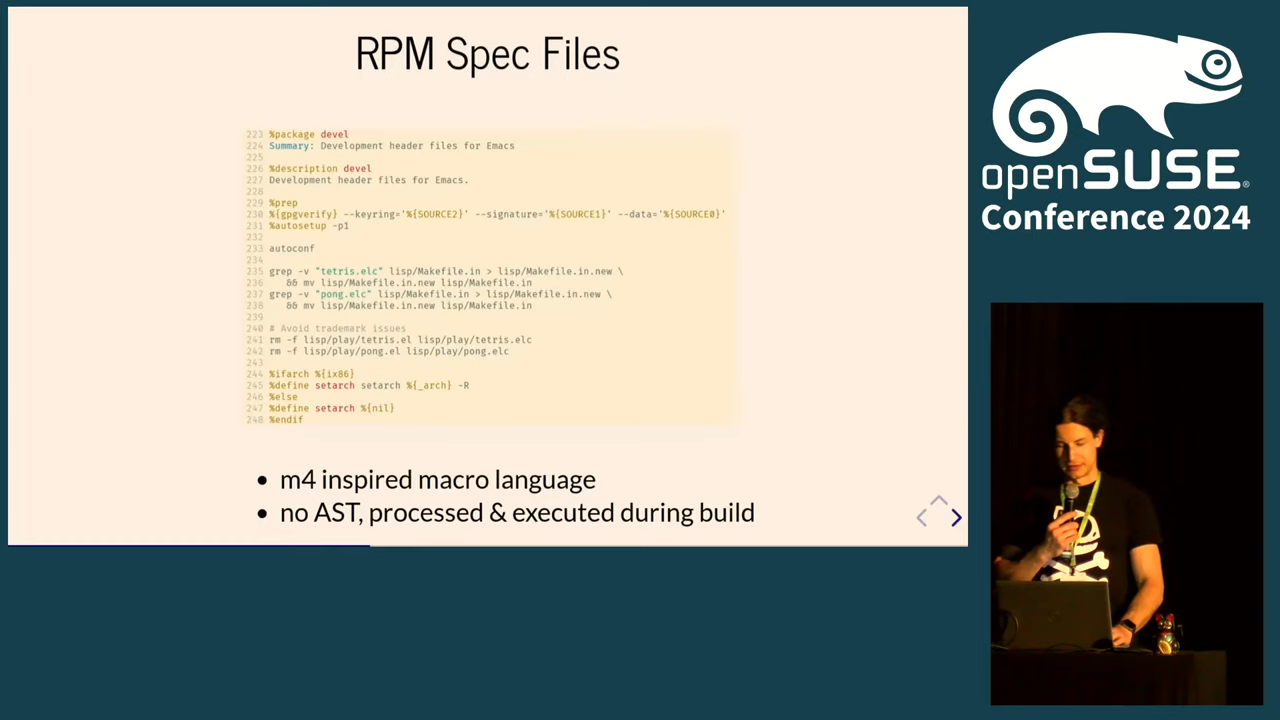 RPM Spec Files
223 %package devel
224 Summary: Development header files for Emacs
225
226 %description devel
227 Development header files for Emacs.
228
229 %prep
230 %{gpgverify} --keyring='%{SOURCE2}' --signature='%{SOURCE1}' --data='%{SOURCE0}'
231 %autosetup -p1
232
233 autoconf
234
235 grep -v "tetris.elc" lisp/Makefile.in > lisp/Makefile.in.new \
236 && mv lisp/Makefile.in.new lisp/Makefile.in
237 grep -v "pong.elc" lisp/Makefile.in > lisp/Makefile.in.new \
238 && mv lisp/Makefile.in.new lisp/Makefile.in
239
240 # Avoid trademark issues
241 rm -f lisp/play/tetris.el lisp/play/tetris.elc
242 rm -f lisp/play/pong.el lisp/play/pong.elc
243
244 %ifarch %{ix86}
245 %define setarch setarch %{_arch} -R
246 %else
247 %define setarch %{nil}
248 %endif
• m4 inspired macro language
• no AST, processed & executed during build
openSUSE®
Conference 2024